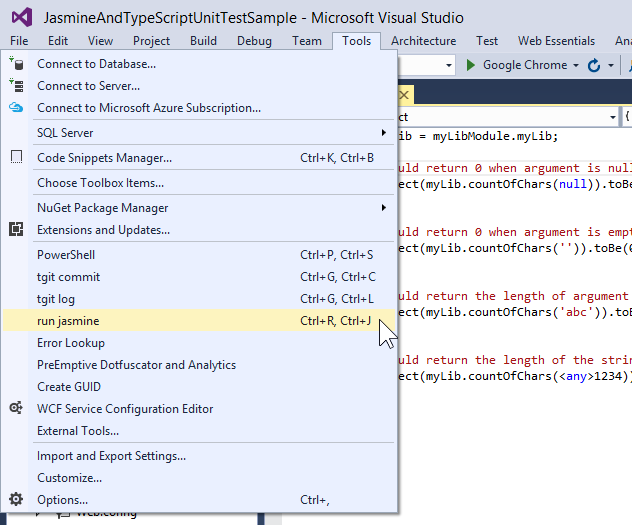 JasmineAndTypeScriptUnitTestSample - Microsoft Visual Studio
File Edit View Project Build Debug Team Tools Architecture Test Web Essentials
Google Chrome
Connect to Database...
Connect to Server...
Connect to Microsoft Azure Subscription...
SQL Server
Code Snippets Manager... Ctrl+K, Ctrl+B
Choose Toolbox Items...
NuGet Package Manager
Extensions and Updates...
PowerShell Ctrl+P, Ctrl+S
tgit commit Ctrl+G, Ctrl+C
tgit log Ctrl+G, Ctrl+L
run jasmine Ctrl+R, Ctrl+J
Error Lookup
PreEmptive Dotfuscator and Analytics
Create GUID
WCF Service Configuration Editor
External Tools...
Import and Export Settings...
Customize...
Options... Ctrl+,
ct {
ib = myLibModule.myLib;
uld return 0 when argument is null
ect(myLib.countOfChars(null)).toBe
uld return 0 when argument is empt
ect(myLib.countOfChars('')).toBe(0
uld return the length of argument
ect(myLib.countOfChars('abc')).toB
uld return the length of the strin
ect(myLib.countOfChars(<any>1234))
Web.config